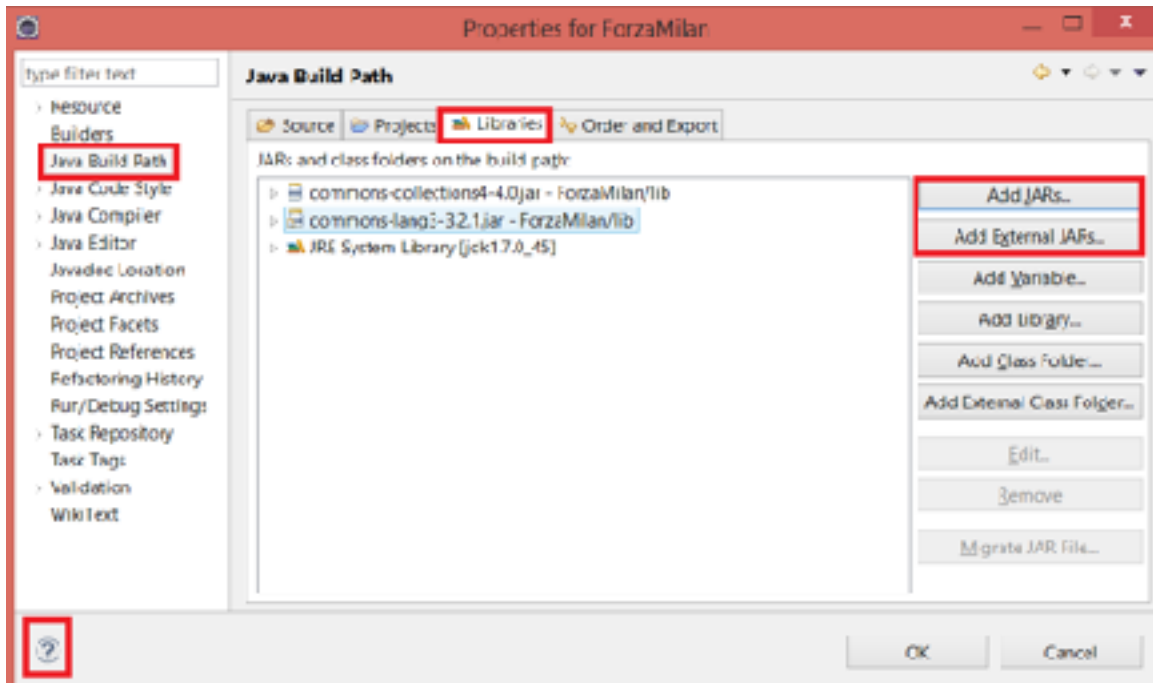 Properties for ForzaMilan
type filter text
Java Build Path
Resource
Builders
Java Build Path
Java Code Style
Java Compiler
Java Editor
Javadoc Location
Project Archives
Project Facets
Project References
Refactoring History
Run/Debug Settings
Task Repository
Task Tags
Validation
WikiText
Source
Projects
Libraries
Order and Export
JARs and class folders on the build path:
commons-collections4-4.0.jar - ForzaMilan/lib
commons-lang3-3.2.1.jar - ForzaMilan/lib
JRE System Library [jdk1.7.0_45]
Add JARs...
Add External JARs...
Add Variable...
Add Library...
Add Class Folder...
Add External Class Folder...
Edit...
Remove
Migrate JAR File...
?
OK
Cancel